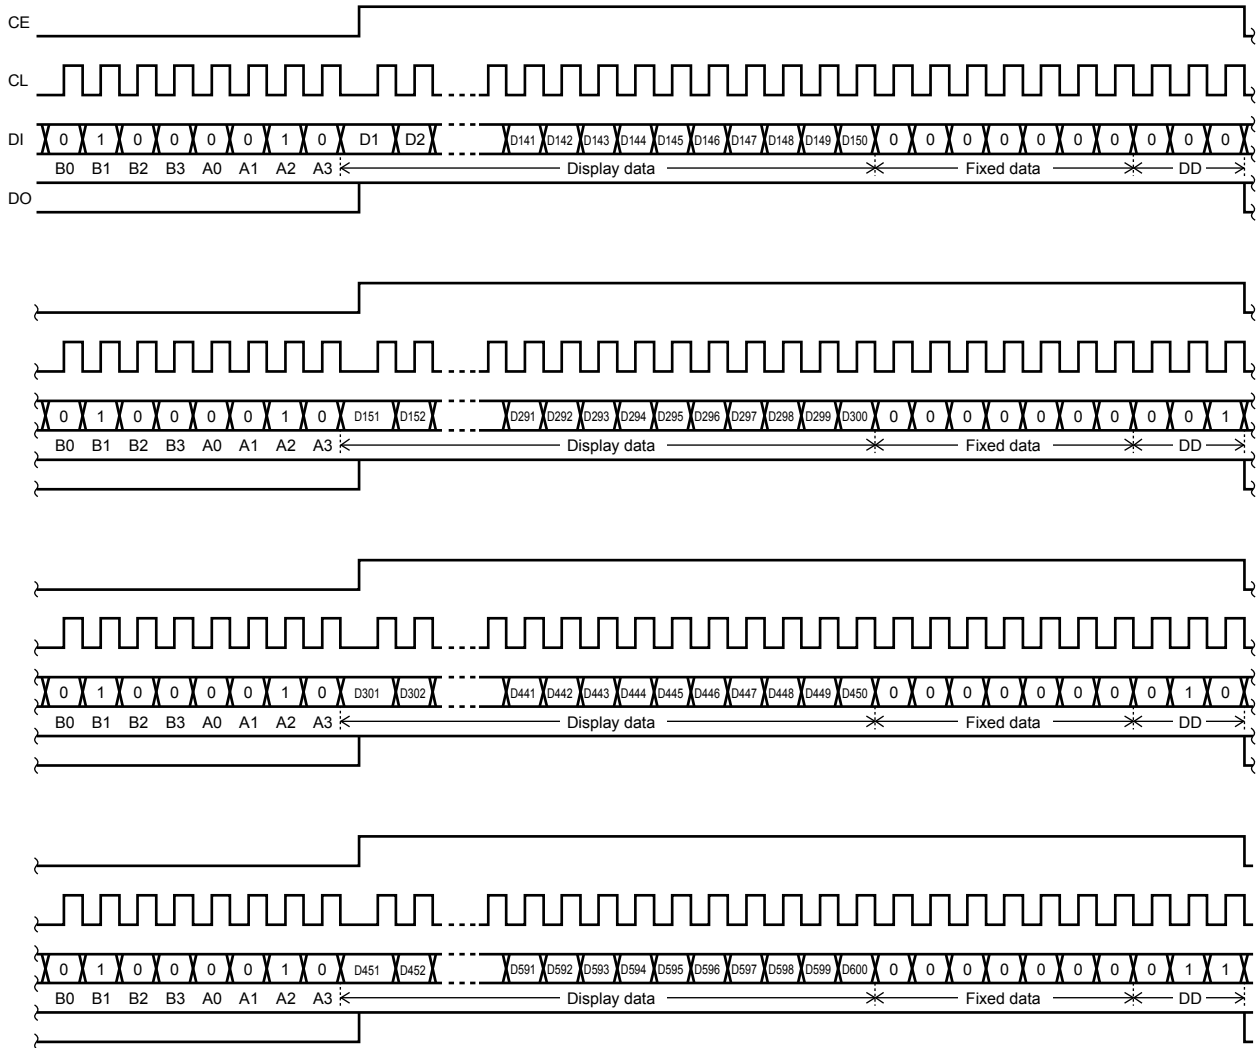 CE
CL
DI 0 1 0 0 0 0 1 0 D1 D2 D141 D142 D143 D144 D145 D146 D147 D148 D149 D150 0 0 0 0 0 0 0 0 0 0
B0 B1 B2 B3 A0 A1 A2 A3 Display data Fixed data DD
DO
0 1 0 0 0 0 1 0 D151 D152 D291 D292 D293 D294 D295 D296 D297 D298 D299 D300 0 0 0 0 0 0 0 0 0 1
B0 B1 B2 B3 A0 A1 A2 A3 Display data Fixed data DD
0 1 0 0 0 0 1 0 D301 D302 D441 D442 D443 D444 D445 D446 D447 D448 D449 D450 0 0 0 0 0 0 0 0 1 0
B0 B1 B2 B3 A0 A1 A2 A3 Display data Fixed data DD
0 1 0 0 0 0 1 0 D451 D452 D591 D592 D593 D594 D595 D596 D597 D598 D599 D600 0 0 0 0 0 0 0 0 1 1
B0 B1 B2 B3 A0 A1 A2 A3 Display data Fixed data DD